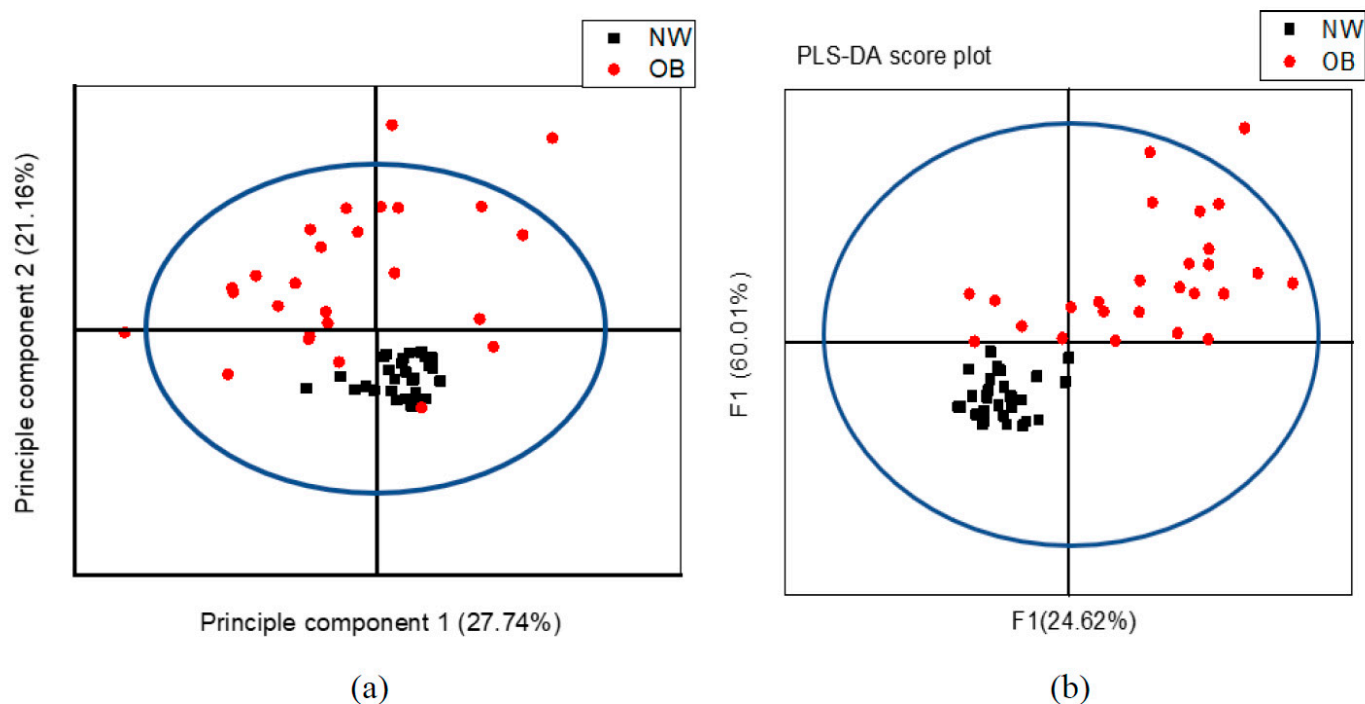 NW
OB
Principle component 2 (21.16%)
Principle component 1 (27.74%)
(a)
PLS-DA score plot
NW
OB
F1 (60.01%)
F1(24.62%)
(b)